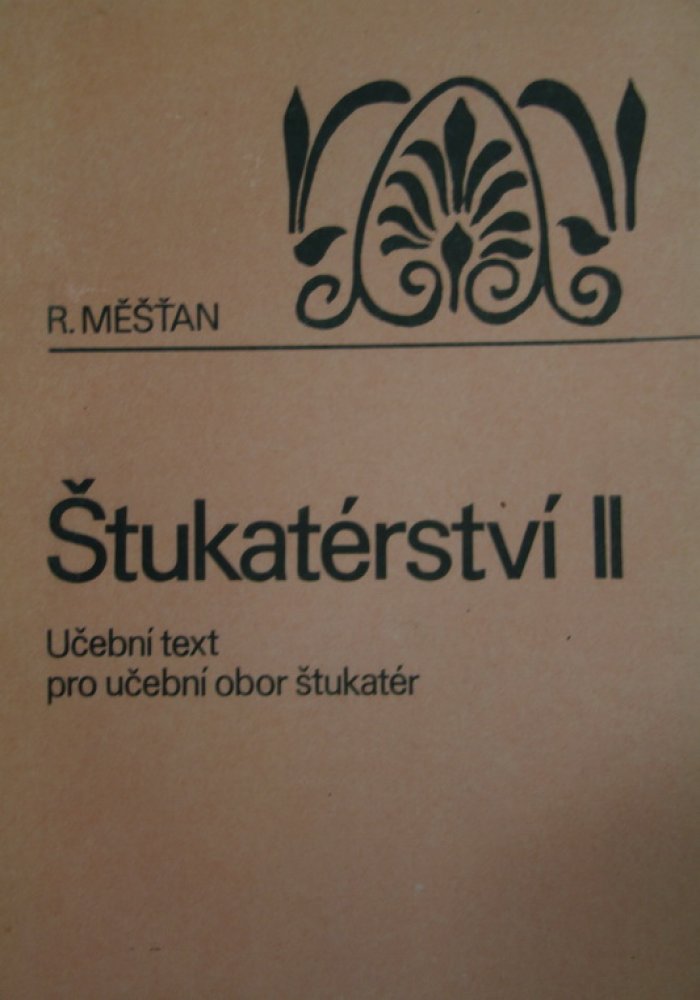 R. MĚŠŤAN
Štukatérství II
Učební text
pro učební obor štukatér